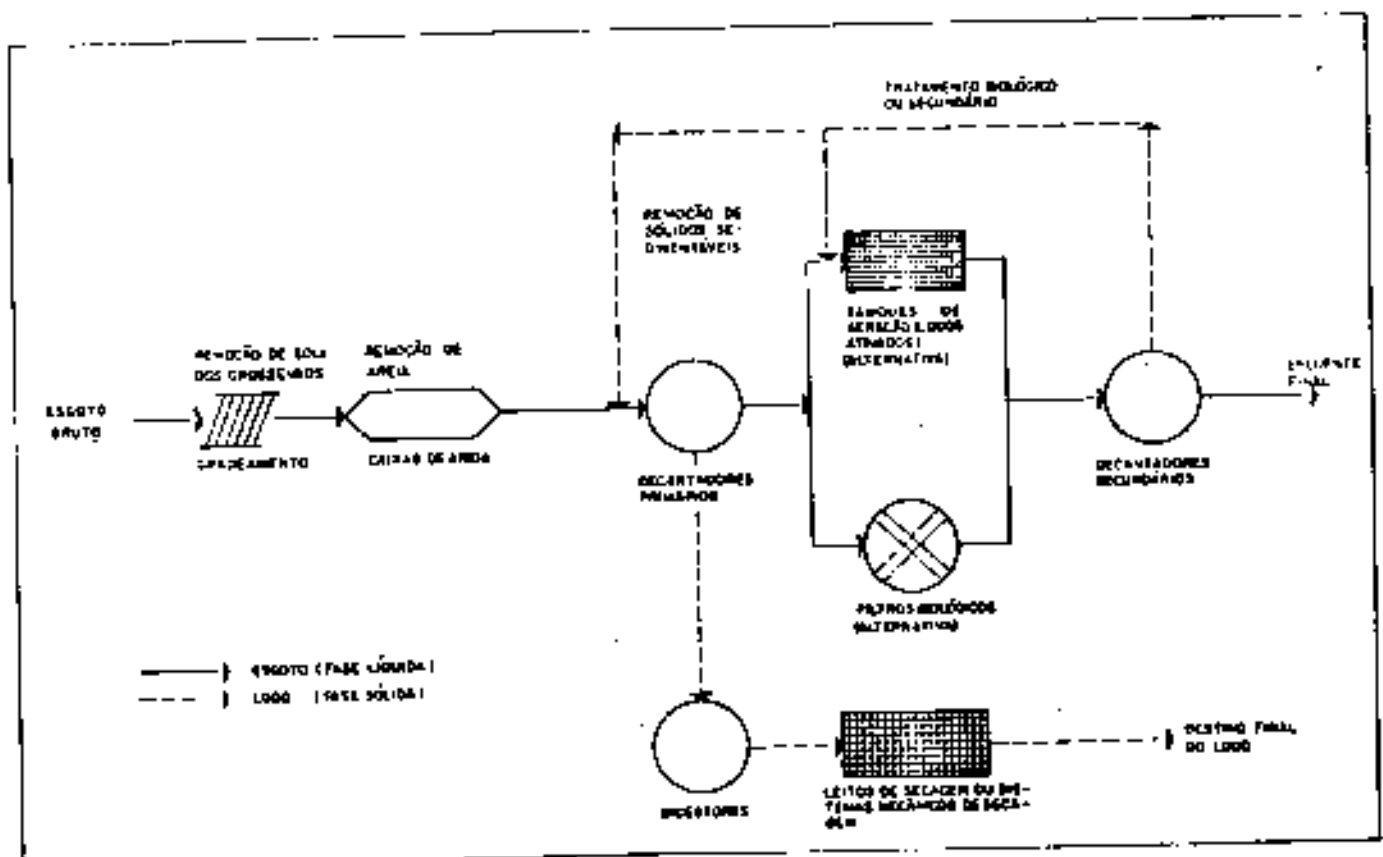 TRATAMENTO BIOLÓGICO
OU SECUNDÁRIO
REMOÇÃO DE
SÓLIDOS SE-
DIMENTÁVEIS
TANQUES DE
AERAÇÃO (LODOS
ATIVADOS)
(ALTERNATIVA)
REMOÇÃO DE SÓLI
DOS GROSSEIROS
REMOÇÃO DE
AREIA
ESGOTO
BRUTO
GRADEAMENTO
CAIXAS DE AREIA
DECANTADORES
PRIMÁRIOS
EFLUENTE
FINAL
DECANTADORES
SECUNDÁRIOS
FILTROS BIOLÓGICOS
(ALTERNATIVA)
ESGOTO (FASE LÍQUIDA)
LODO (FASE SÓLIDA)
DESTINO FINAL
DO LODO
DIGESTORES
LEITOS DE SECAGEM OU SIS-
TEMAS MECÂNICOS DE SECA-
GEM